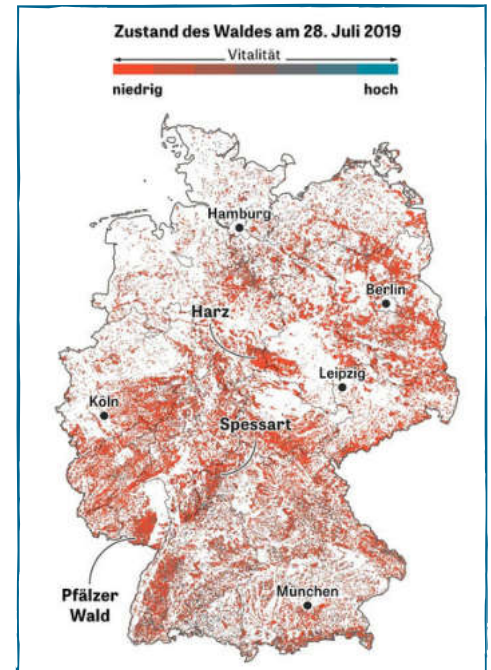 Zustand des Waldes am 28. Juli 2019
Vitalität
niedrig
hoch
Hamburg
Berlin
Harz
Leipzig
Köln
Spessart
Pfälzer
Wald
München